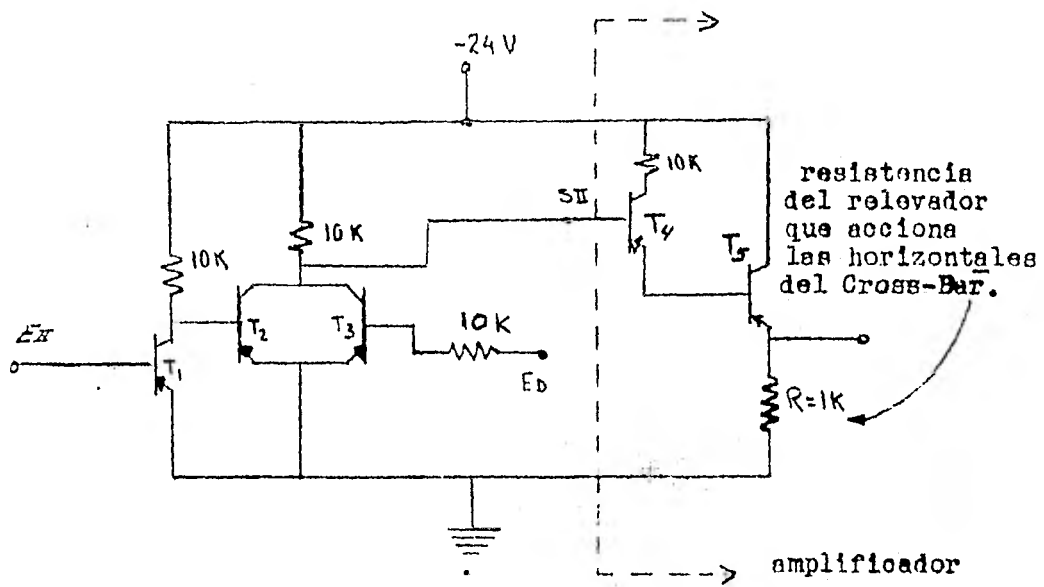 -24 V
10K
SII
T4
10K
10K
T5
resistencia
del relevador
que acciona
las horizontales
del Cross-Bar.
EII
T1
T2
T3
10K
ED
R=1K
amplificador